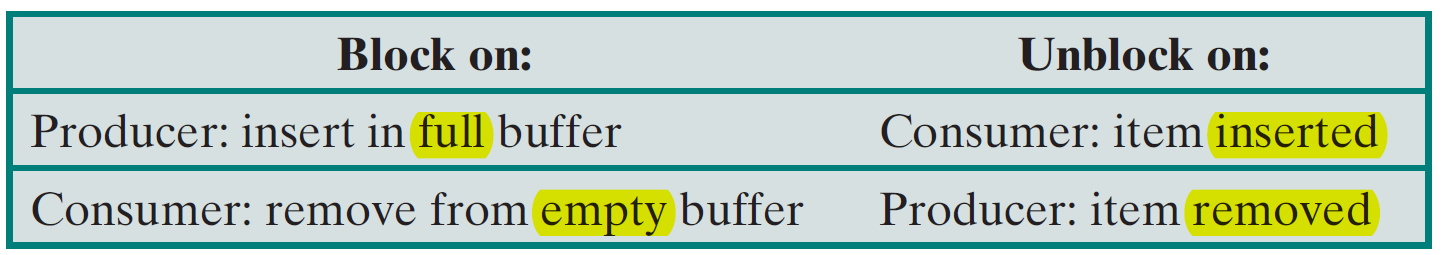 Block on: Unblock on:
Producer: insert in full buffer Consumer: item inserted
Consumer: remove from empty buffer Producer: item removed